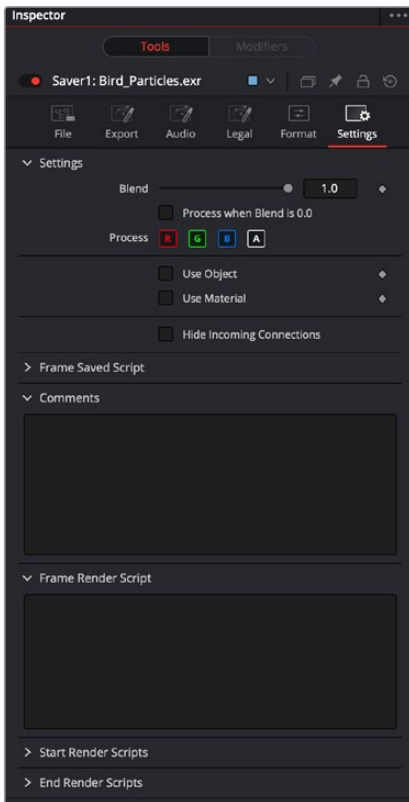 Inspector
Tools Modifiers
Saver1: Bird_Particles.exr
File Export Audio Legal Format Settings
Settings
Blend 1.0
Process when Blend is 0.0
Process R G B A
Use Object
Use Material
Hide Incoming Connections
Frame Saved Script
Comments
Frame Render Script
Start Render Scripts
End Render Scripts